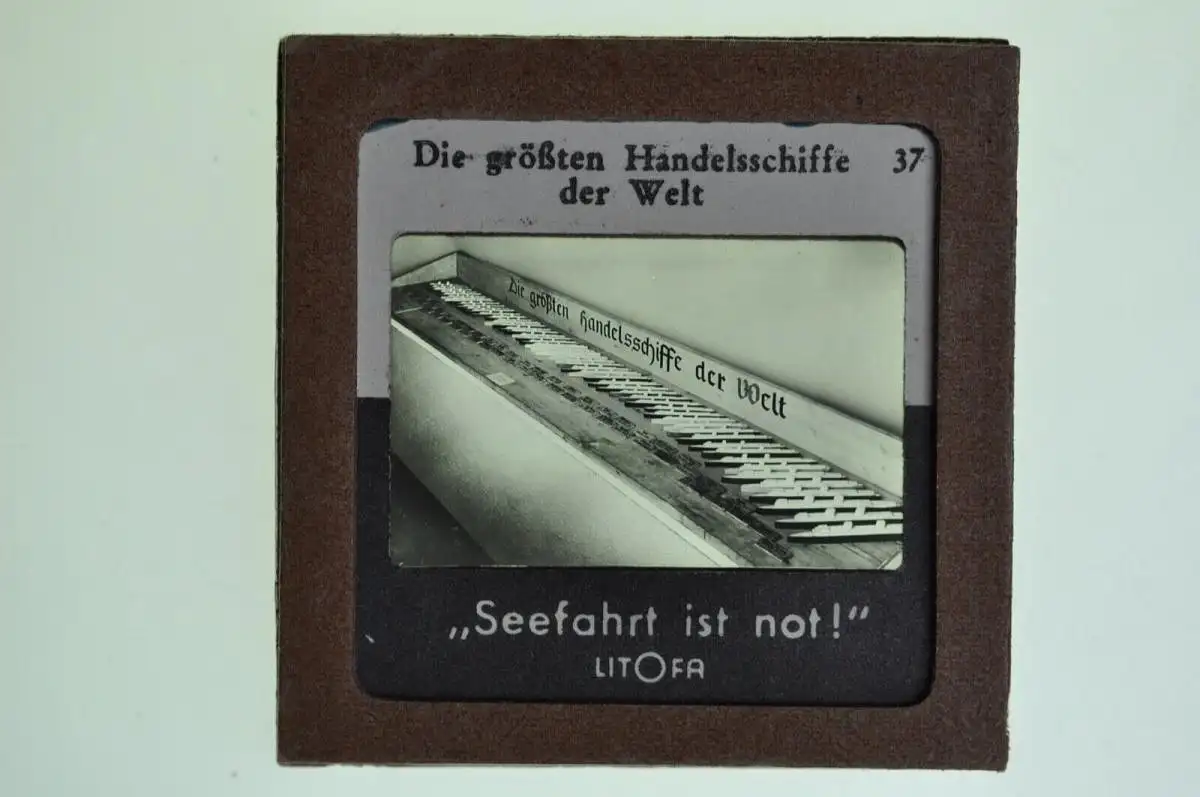 Die größten Handelsschiffe 37
der Welt
Die größten Handelsschiffe der Welt
„Seefahrt ist not!“
LITOFA